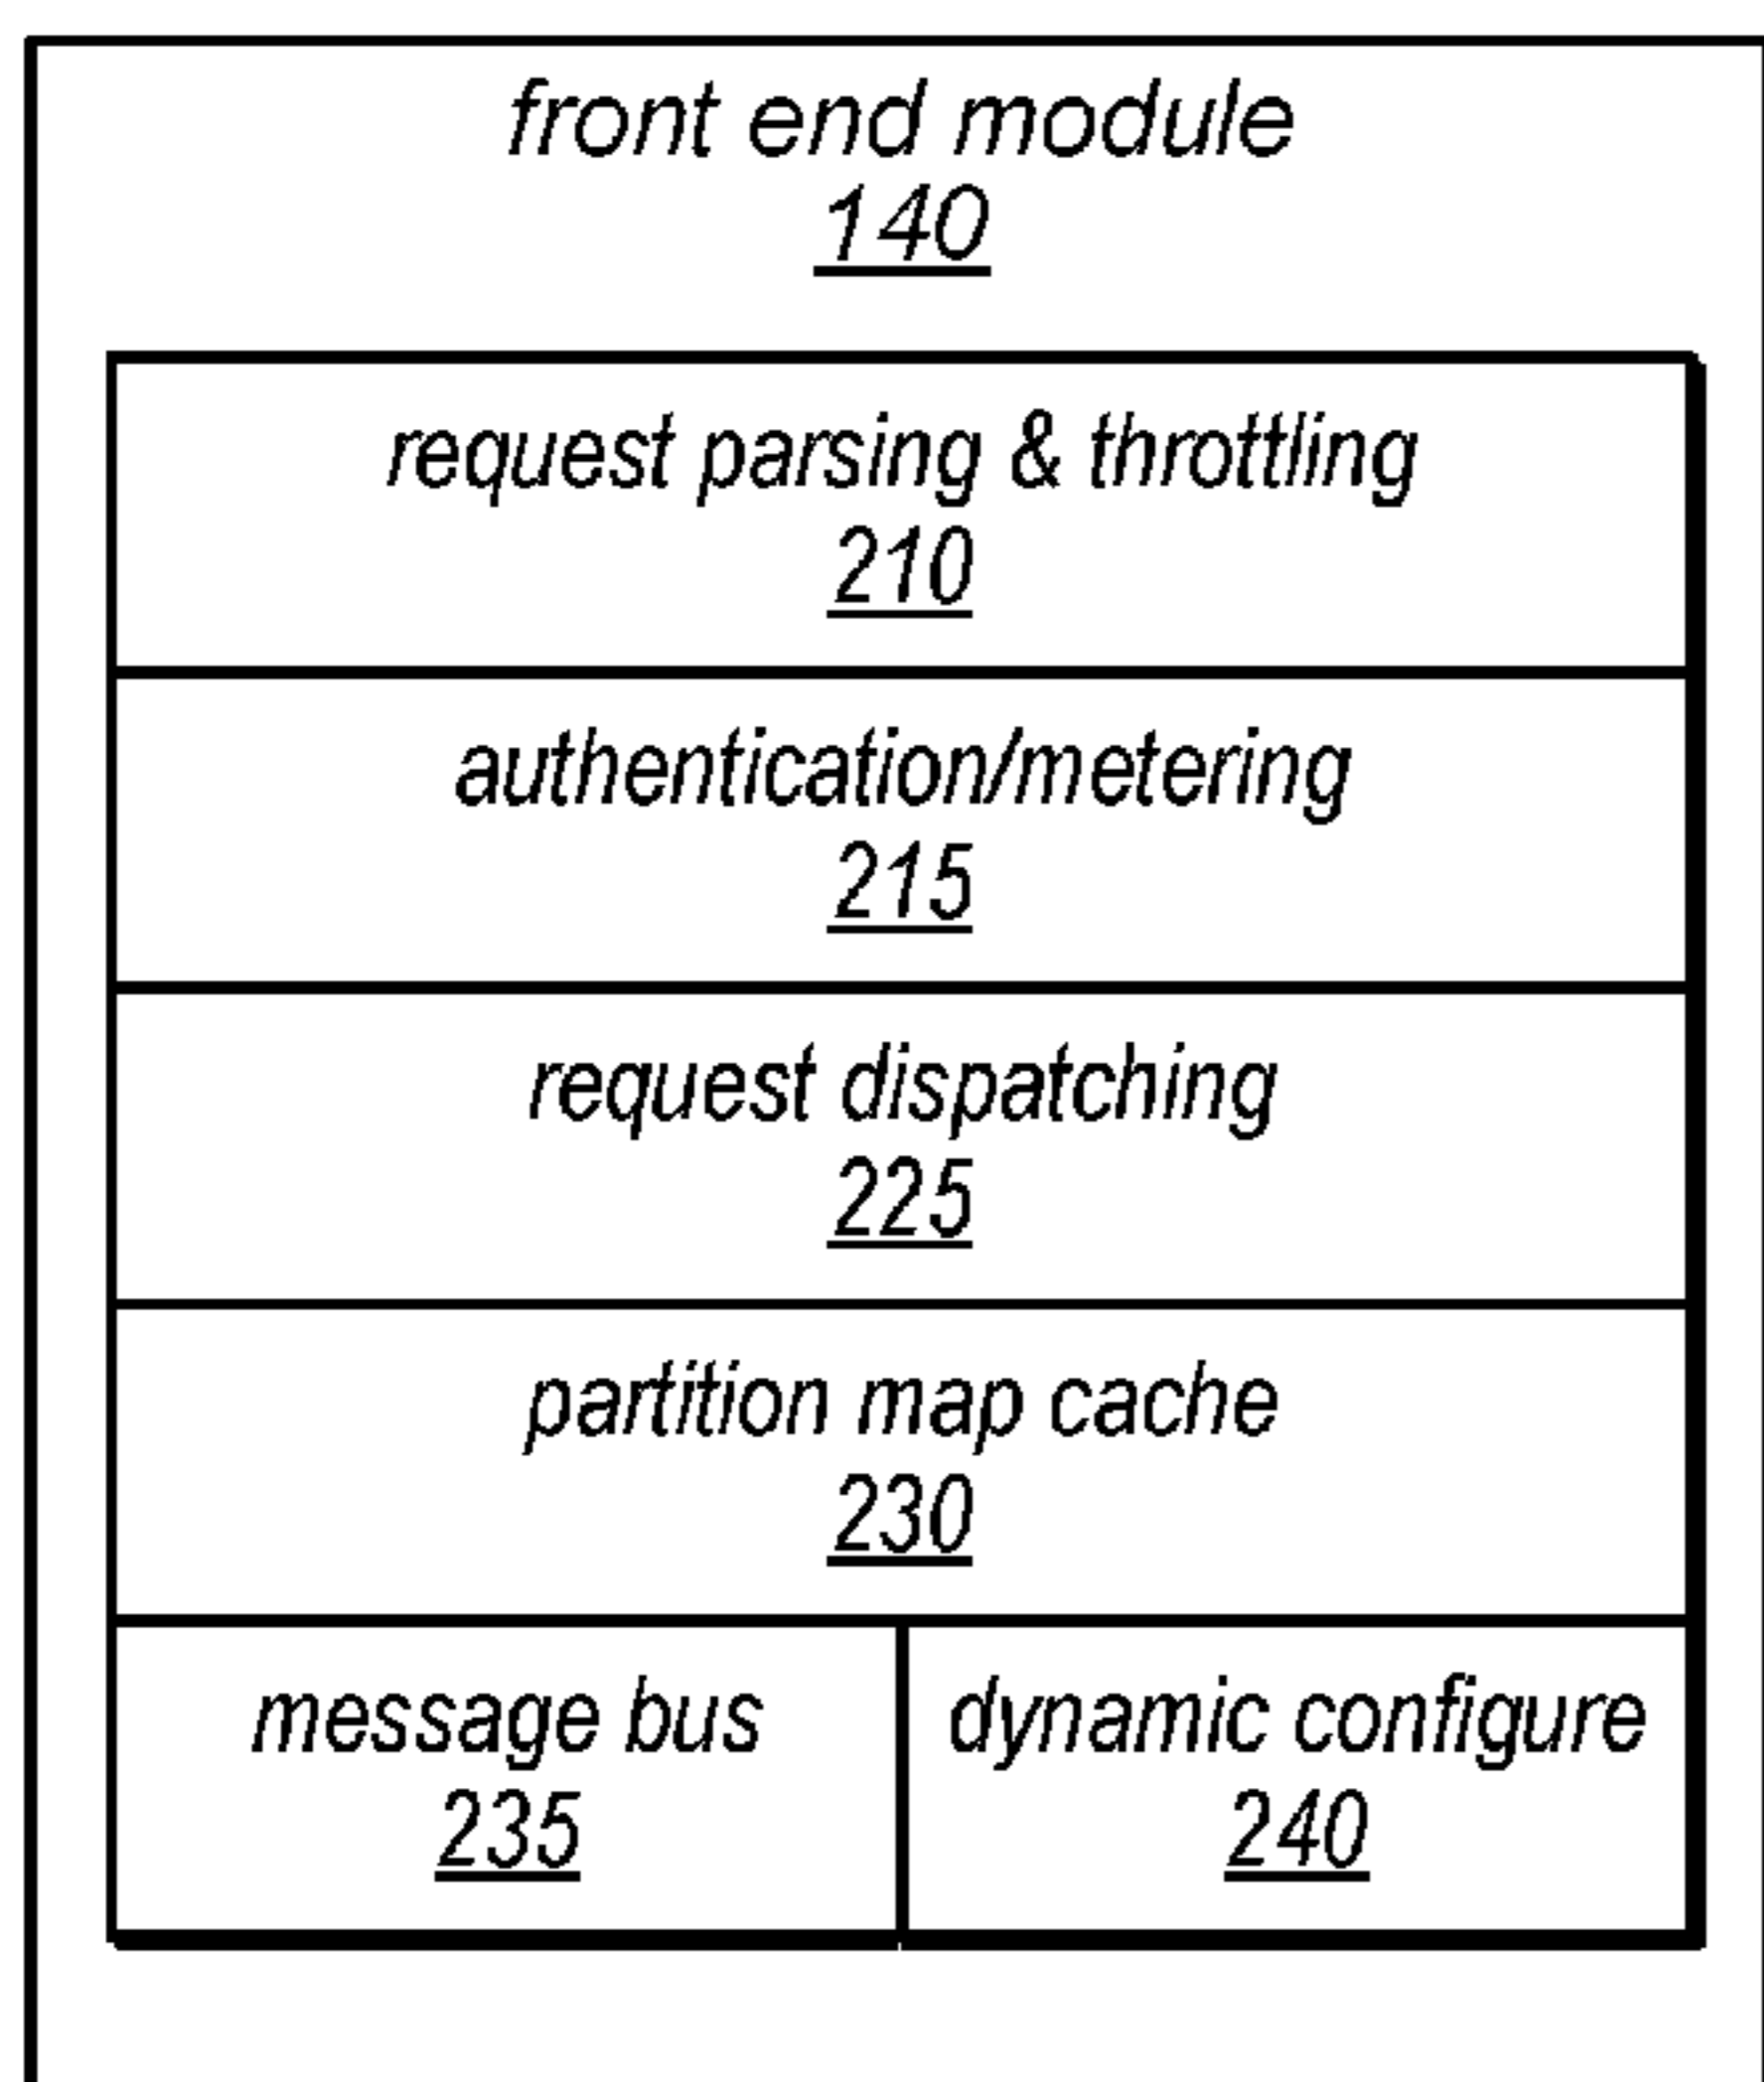 front end module
140
request parsing & throttling
210
authentication/metering
215
request dispatching
225
partition map cache
230
message bus
235
dynamic configure
240